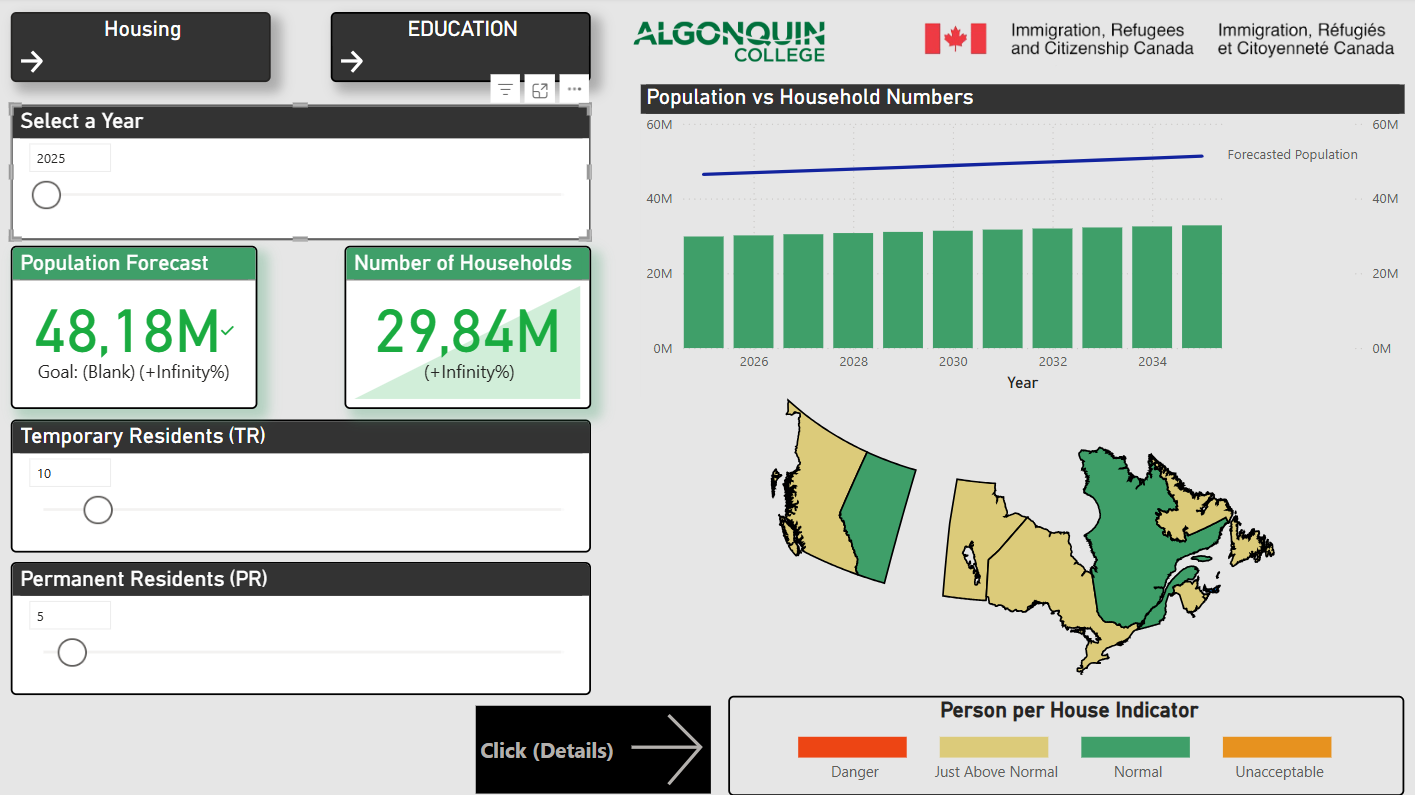 Housing
EDUCATION
ALGONQUIN
COLLEGE
Immigration, Refugees
and Citizenship Canada
Immigration, Réfugiés
et Citoyenneté Canada
Select a Year
2025
Population Forecast
48,18M
Goal: (Blank) (+Infinity%)
Number of Households
29,84M
(+Infinity%)
Temporary Residents (TR)
10
Permanent Residents (PR)
5
Click (Details)
Population vs Household Numbers
60M
60M
Forecasted Population
40M
40M
20M
20M
0M
0M
2026
2028
2030
2032
2034
Year
Person per House Indicator
Danger
Just Above Normal
Normal
Unacceptable